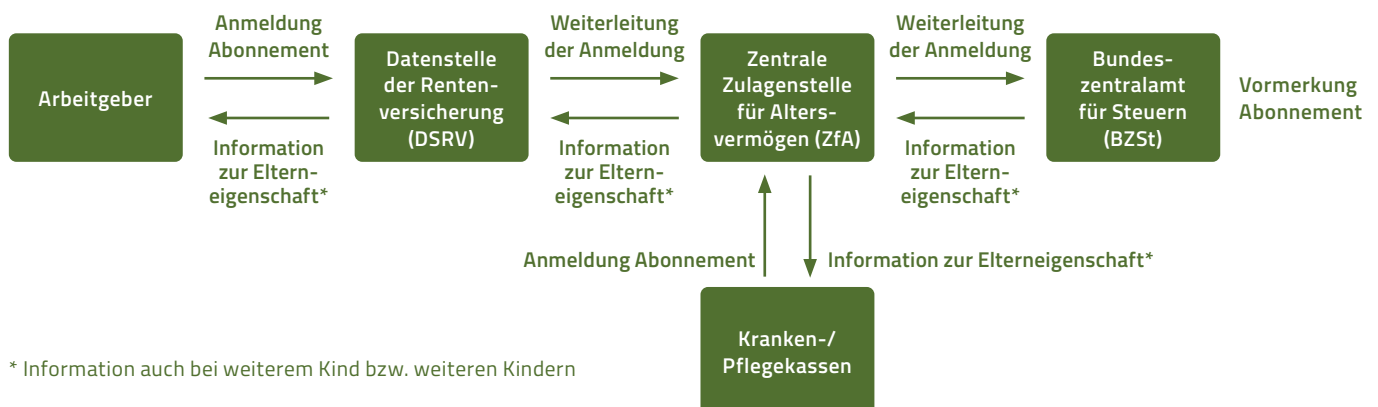 Arbeitgeber
Anmeldung
Abonnement
Information
zur Eltern-
eigenschaft*
Datenstelle
der Renten-
versicherung
(DSRV)
Weiterleitung
der Anmeldung
Information
zur Eltern-
eigenschaft*
Zentrale
Zulagenstelle
für Alters-
vermögen (ZfA)
Weiterleitung
der Anmeldung
Information
zur Eltern-
eigenschaft*
Bundes-
zentralamt
für Steuern
(BZSt)
Vormerkung
Abonnement
Anmeldung Abonnement
Information zur Elterneigenschaft*
Kranken-/
Pflegekassen
* Information auch bei weiterem Kind bzw. weiteren Kindern